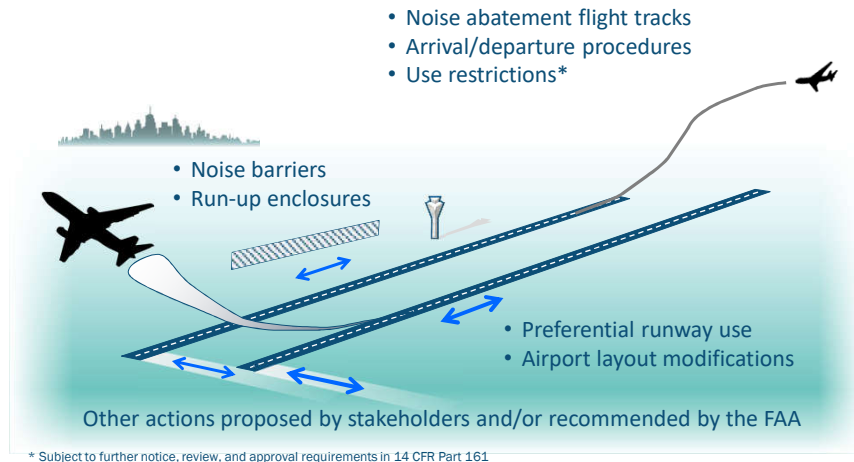 • Noise abatement flight tracks
• Arrival/departure procedures
• Use restrictions*
• Noise barriers
• Run-up enclosures
• Preferential runway use
• Airport layout modifications
Other actions proposed by stakeholders and/or recommended by the FAA
* Subject to further notice, review, and approval requirements in 14 CFR Part 161